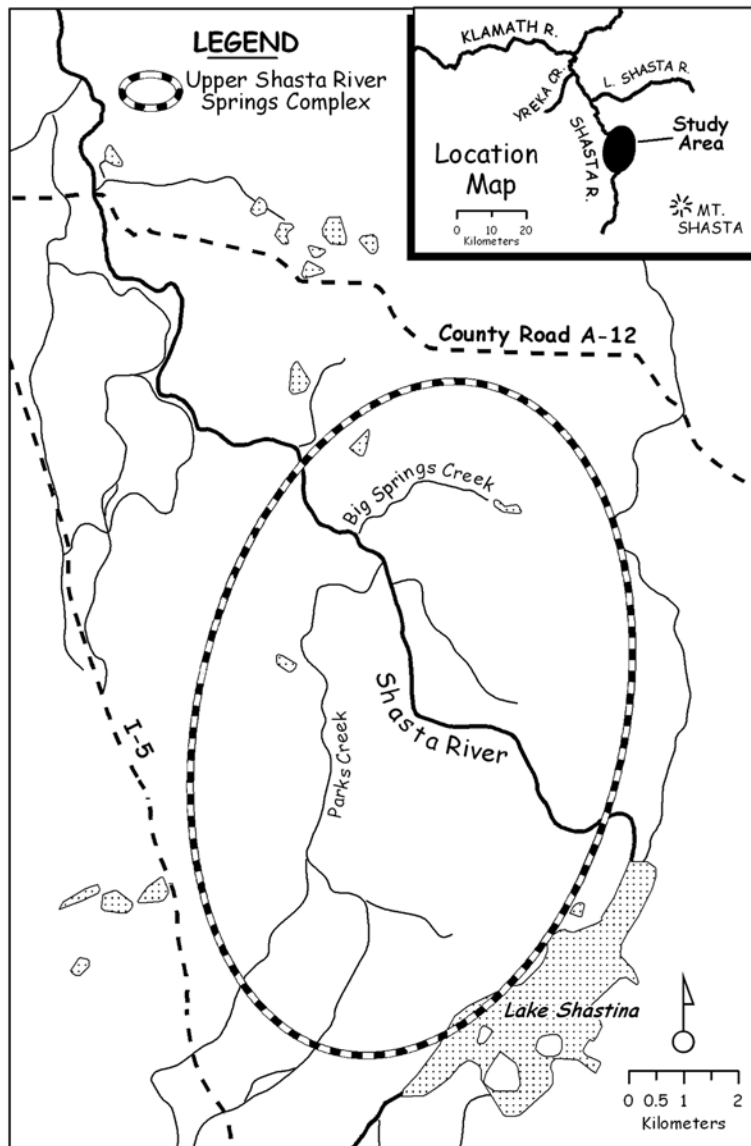 LEGEND
Upper Shasta River
Springs Complex
KLAMATH R.
YREKA CR.
L. SHASTA R.
SHASTA R.
Study
Area
Location
Map
0 10 20
Kilometers
MT.
SHASTA
County Road A-12
Big Springs Creek
Shasta River
I-5
Parks Creek
Lake Shastina
0 0.5 1 2
Kilometers